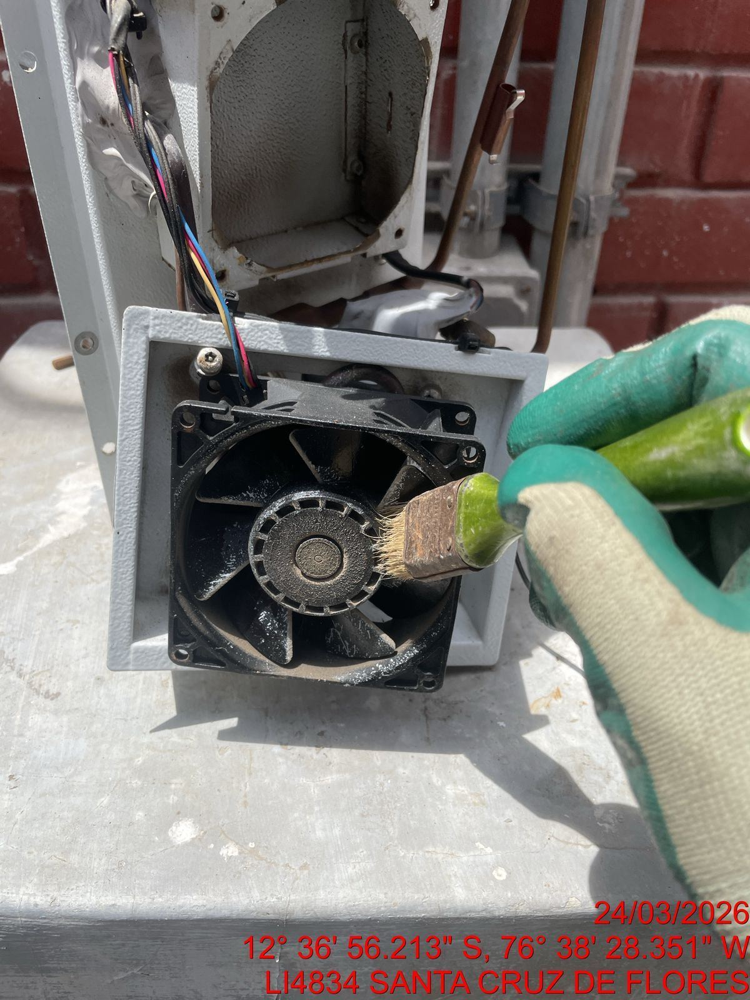 24/03/2026
12° 36' 56.213" S, 76° 38' 28.351" W
LI4834 SANTA CRUZ DE FLORES